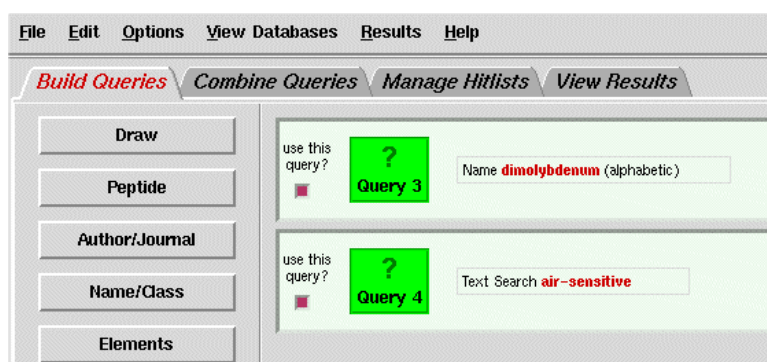 File Edit Options View Databases Results Help
Build Queries Combine Queries Manage Hitlists View Results
Draw
Peptide
Author/Journal
Name/Class
Elements
use this
query?
?
Query 3
Name dimolybdenum (alphabetic)
use this
query?
?
Query 4
Text Search air-sensitive